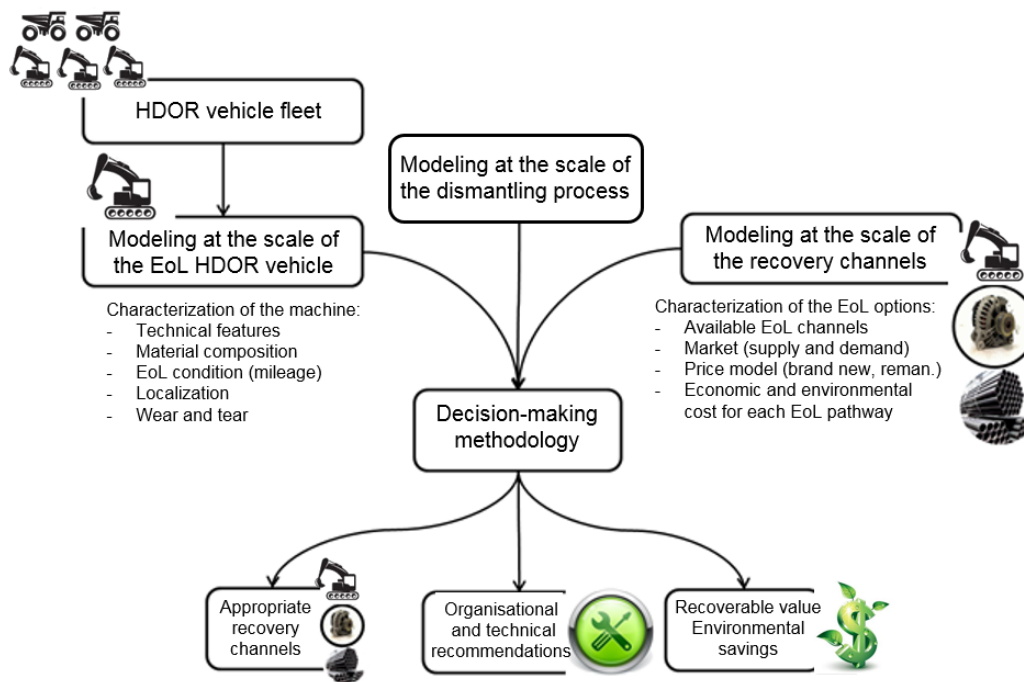 HDOR vehicle fleet
Modeling at the scale of
the dismantling process
Modeling at the scale of
the EoL HDOR vehicle
Modeling at the scale of
the recovery channels
Characterization of the machine:
- Technical features
- Material composition
- EoL condition (mileage)
- Localization
- Wear and tear
Characterization of the EoL options:
- Available EoL channels
- Market (supply and demand)
- Price model (brand new, reman.)
- Economic and environmental
cost for each EoL pathway
Decision-making
methodology
Appropriate
recovery
channels
Organisational
and technical
recommendations
Recoverable value
Environmental
savings